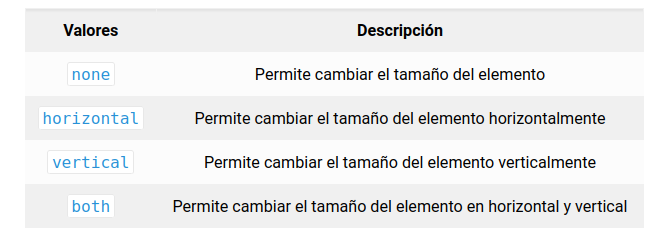 Valores Descripción
none Permite cambiar el tamaño del elemento
horizontal Permite cambiar el tamaño del elemento horizontalmente
vertical Permite cambiar el tamaño del elemento verticalmente
both Permite cambiar el tamaño del elemento en horizontal y vertical